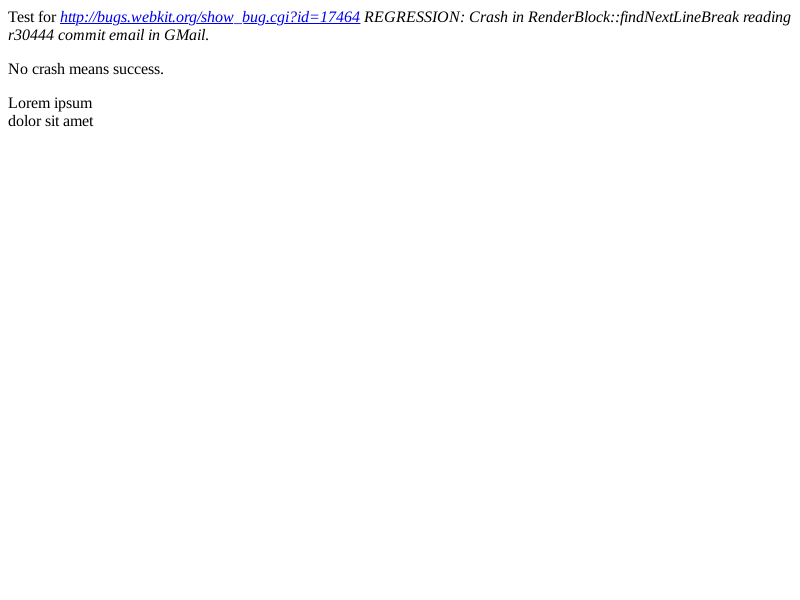 Test for http://bugs.webkit.org/show_bug.cgi?id=17464 REGRESSION: Crash in RenderBlock::findNextLineBreak reading
r30444 commit email in GMail.
No crash means success.
Lorem ipsum
dolor sit amet